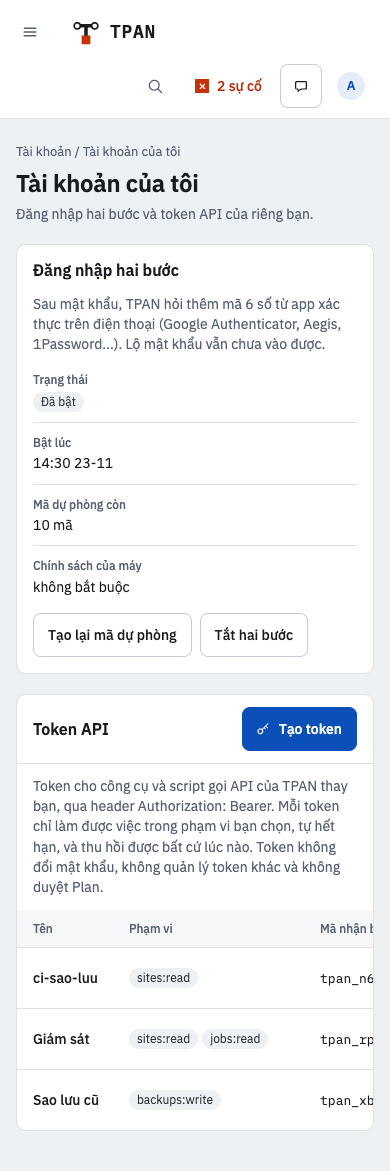 TPAN
2 sự cố
A
Tài khoản / Tài khoản của tôi
Tài khoản của tôi
Đăng nhập hai bước và token API của riêng bạn.
Đăng nhập hai bước
Sau mật khẩu, TPAN hỏi thêm mã 6 số từ app xác
thực trên điện thoại (Google Authenticator, Aegis,
1Password...). Lộ mật khẩu vẫn chưa vào được.
Trạng thái
Đã bật
Bật lúc
14:30 23-11
Mã dự phòng còn
10 mã
Chính sách của máy
không bắt buộc
Tạo lại mã dự phòng
Tắt hai bước
Token API
Tạo token
Token cho công cụ và script gọi API của TPAN thay
bạn, qua header Authorization: Bearer. Mỗi token
chỉ làm được việc trong phạm vi bạn chọn, tự hết
hạn, và thu hồi được bất cứ lúc nào. Token không
đổi mật khẩu, không quản lý token khác và không
duyệt Plan.
Tên Phạm vi Mã nhận
ci-sao-luu sites:read tpan_n6
Giám sát sites:read jobs:read tpan_rp
Sao lưu cũ backups:write tpan_xb